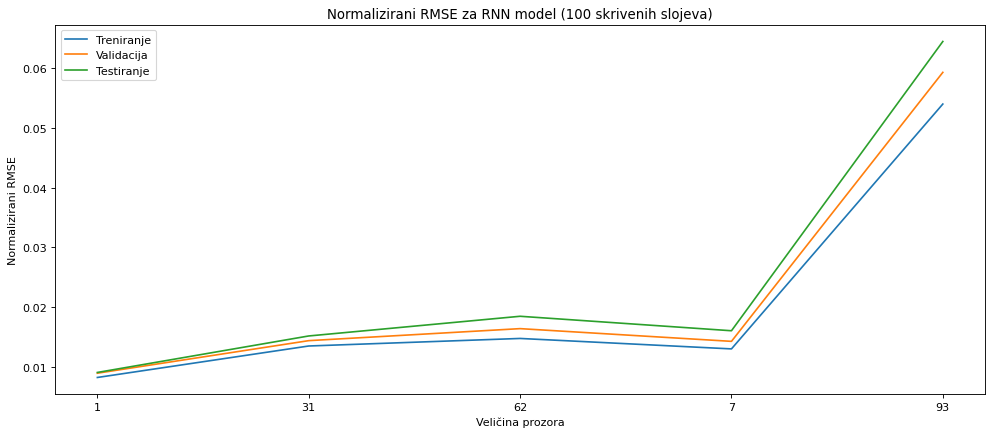 Normalizirani RMSE za RNN model (100 skrivenih slojeva)
Treniranje
Validacija
Testiranje
Normalizirani RMSE
0.06
0.05
0.04
0.03
0.02
0.01
1
31
62
7
93
Veličina prozora